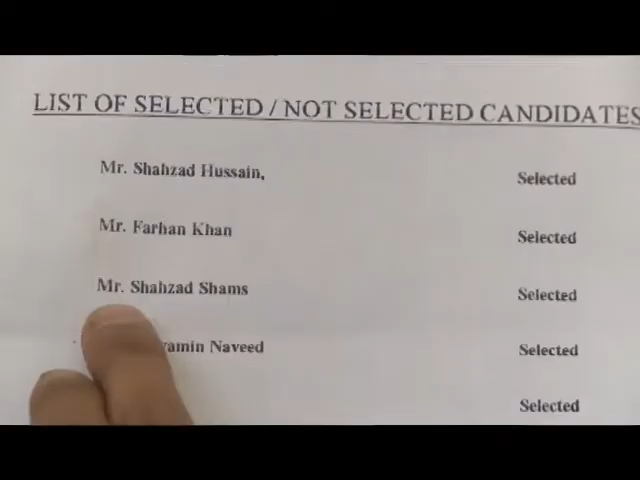 LIST OF SELECTED / NOT SELECTED CANDIDATES
Mr. Shahzad Hussain, Selected
Mr. Farhan Khan Selected
Mr. Shahzad Shams Selected
Naveed Selected
Selected